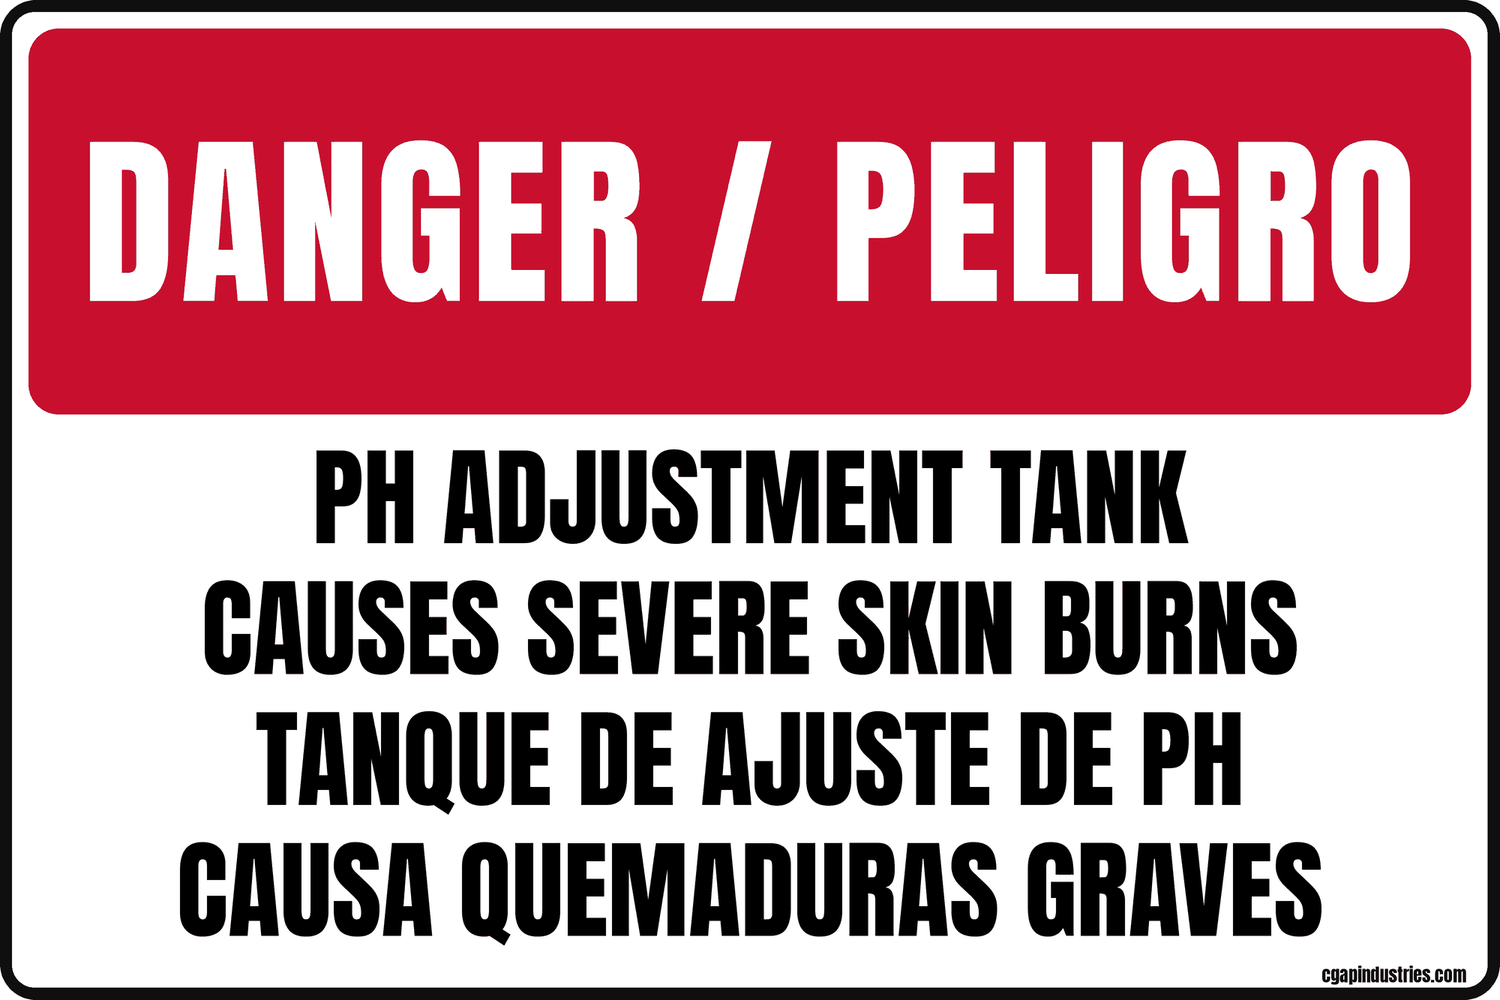 DANGER / PELIGRO
PH ADJUSTMENT TANK
CAUSES SEVERE SKIN BURNS
TANQUE DE AJUSTE DE PH
CAUSA QUEMADURAS GRAVES
cgapindustries.com